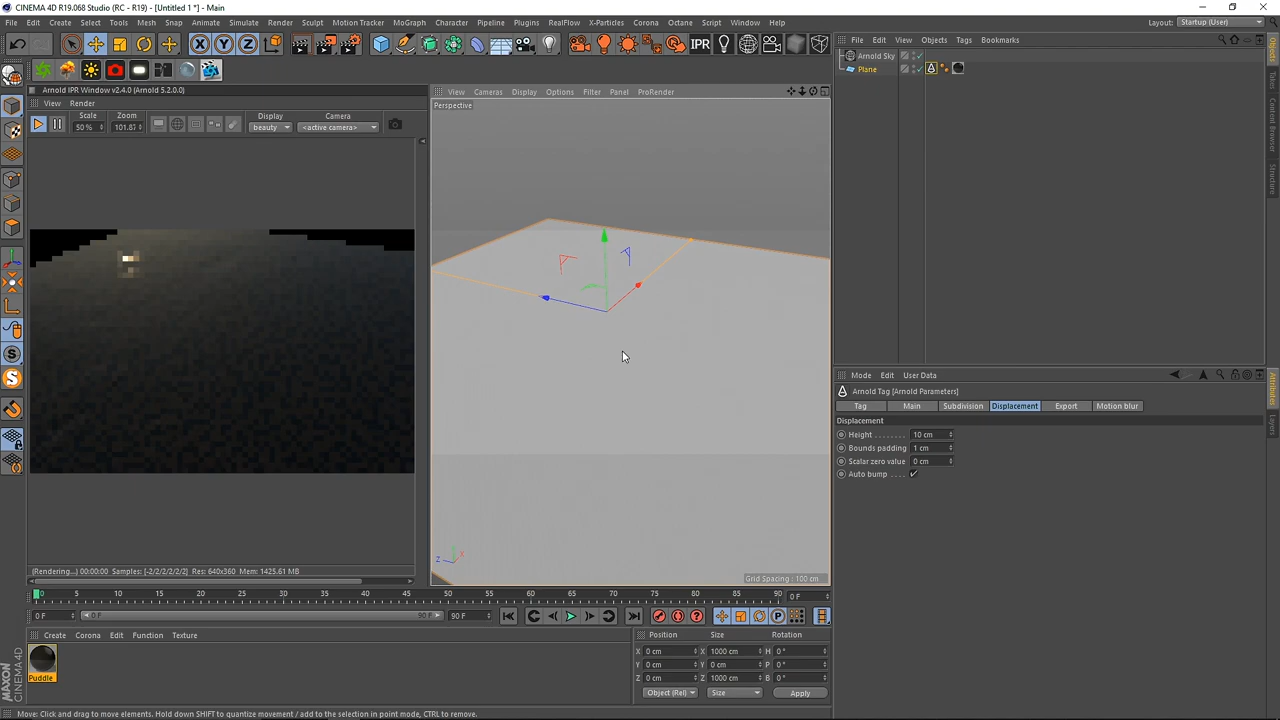 CINEMA 4D R19.068 Studio (RC - R19) - [Untitled 1 *] - Main
File Edit Create Select Tools Mesh Snap Animate Simulate Render Sculpt Motion Tracker MoGraph Character Pipeline Plugins RealFlow X-Particles Corona Octane Script Window Help Layout: Startup (User)
X Y Z IPR
File Edit View Objects Tags Bookmarks
Arnold Sky
Plane
Arnold IPR Window v2.4.0 (Arnold 5.2.0.0)
View Render
Scale Zoom Display Camera
50 % 101.8 beauty <active camera>
View Cameras Display Options Filter Panel ProRender
Perspective
Grid Spacing : 100 cm
Z Y X
Objects
Takes
Content Browser
Structure
Mode Edit User Data
Arnold Tag [Arnold Parameters]
Tag Main Subdivision Displacement Export Motion blur
Displacement
Height 10 cm
Bounds padding 1 cm
Scalar zero value 0 cm
Auto bump
Attributes
Layers
(Rendering...) 00:00:00 Samples: [-2/2/2/2/2/2] Res: 640x360 Mem: 1425.61 MB
0 5 10 15 20 25 30 35 40 45 50 55 60 65 70 75 80 85 90 0 F
0 F 0 F 90 F 90 F
Create Corona Edit Function Texture
Puddle
Position Size Rotation
X 0 cm X 1000 cm H 0 °
Y 0 cm Y 0 cm P 0 °
Z 0 cm Z 1000 cm B 0 °
Object (Rel) Size Apply
MAXON
CINEMA 4D
Move: Click and drag to move elements. Hold down SHIFT to quantize movement / add to the selection in point mode, CTRL to remove.